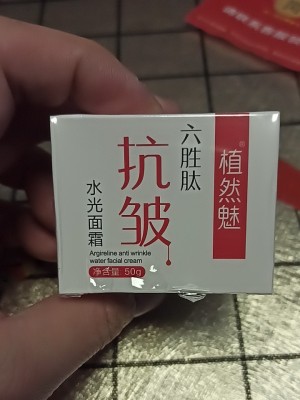 植然魅®
六胜肽
抗皱
水光面霜
Argireline anti wrinkle
water facial cream
净含量 50g